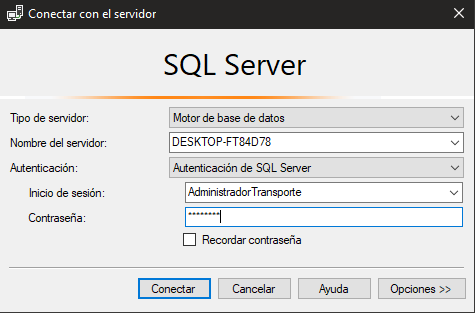 Conectar con el servidor
SQL Server
Tipo de servidor: Motor de base de datos
Nombre del servidor: DESKTOP-FT84D78
Autenticación: Autenticación de SQL Server
Inicio de sesión: AdministradorTransporte
Contraseña: ********
Recordar contraseña
Conectar Cancelar Ayuda Opciones >>